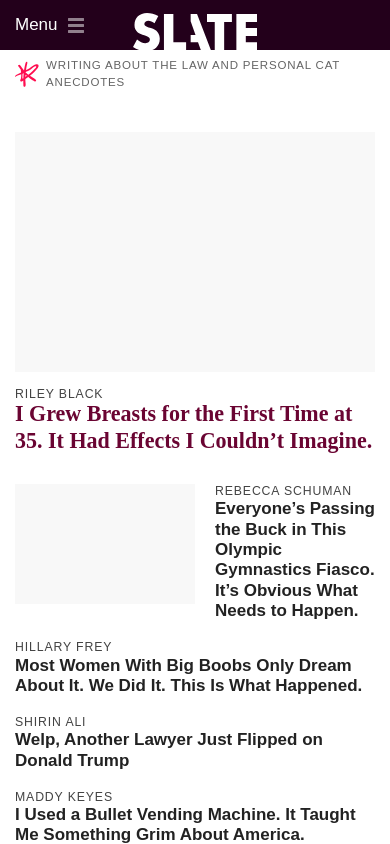 Menu
SLATE
WRITING ABOUT THE LAW AND PERSONAL CAT
ANECDOTES
RILEY BLACK
I Grew Breasts for the First Time at
35. It Had Effects I Couldn’t Imagine.
REBECCA SCHUMAN
Everyone’s Passing
the Buck in This
Olympic
Gymnastics Fiasco.
It’s Obvious What
Needs to Happen.
HILLARY FREY
Most Women With Big Boobs Only Dream
About It. We Did It. This Is What Happened.
SHIRIN ALI
Welp, Another Lawyer Just Flipped on
Donald Trump
MADDY KEYES
I Used a Bullet Vending Machine. It Taught
Me Something Grim About America.